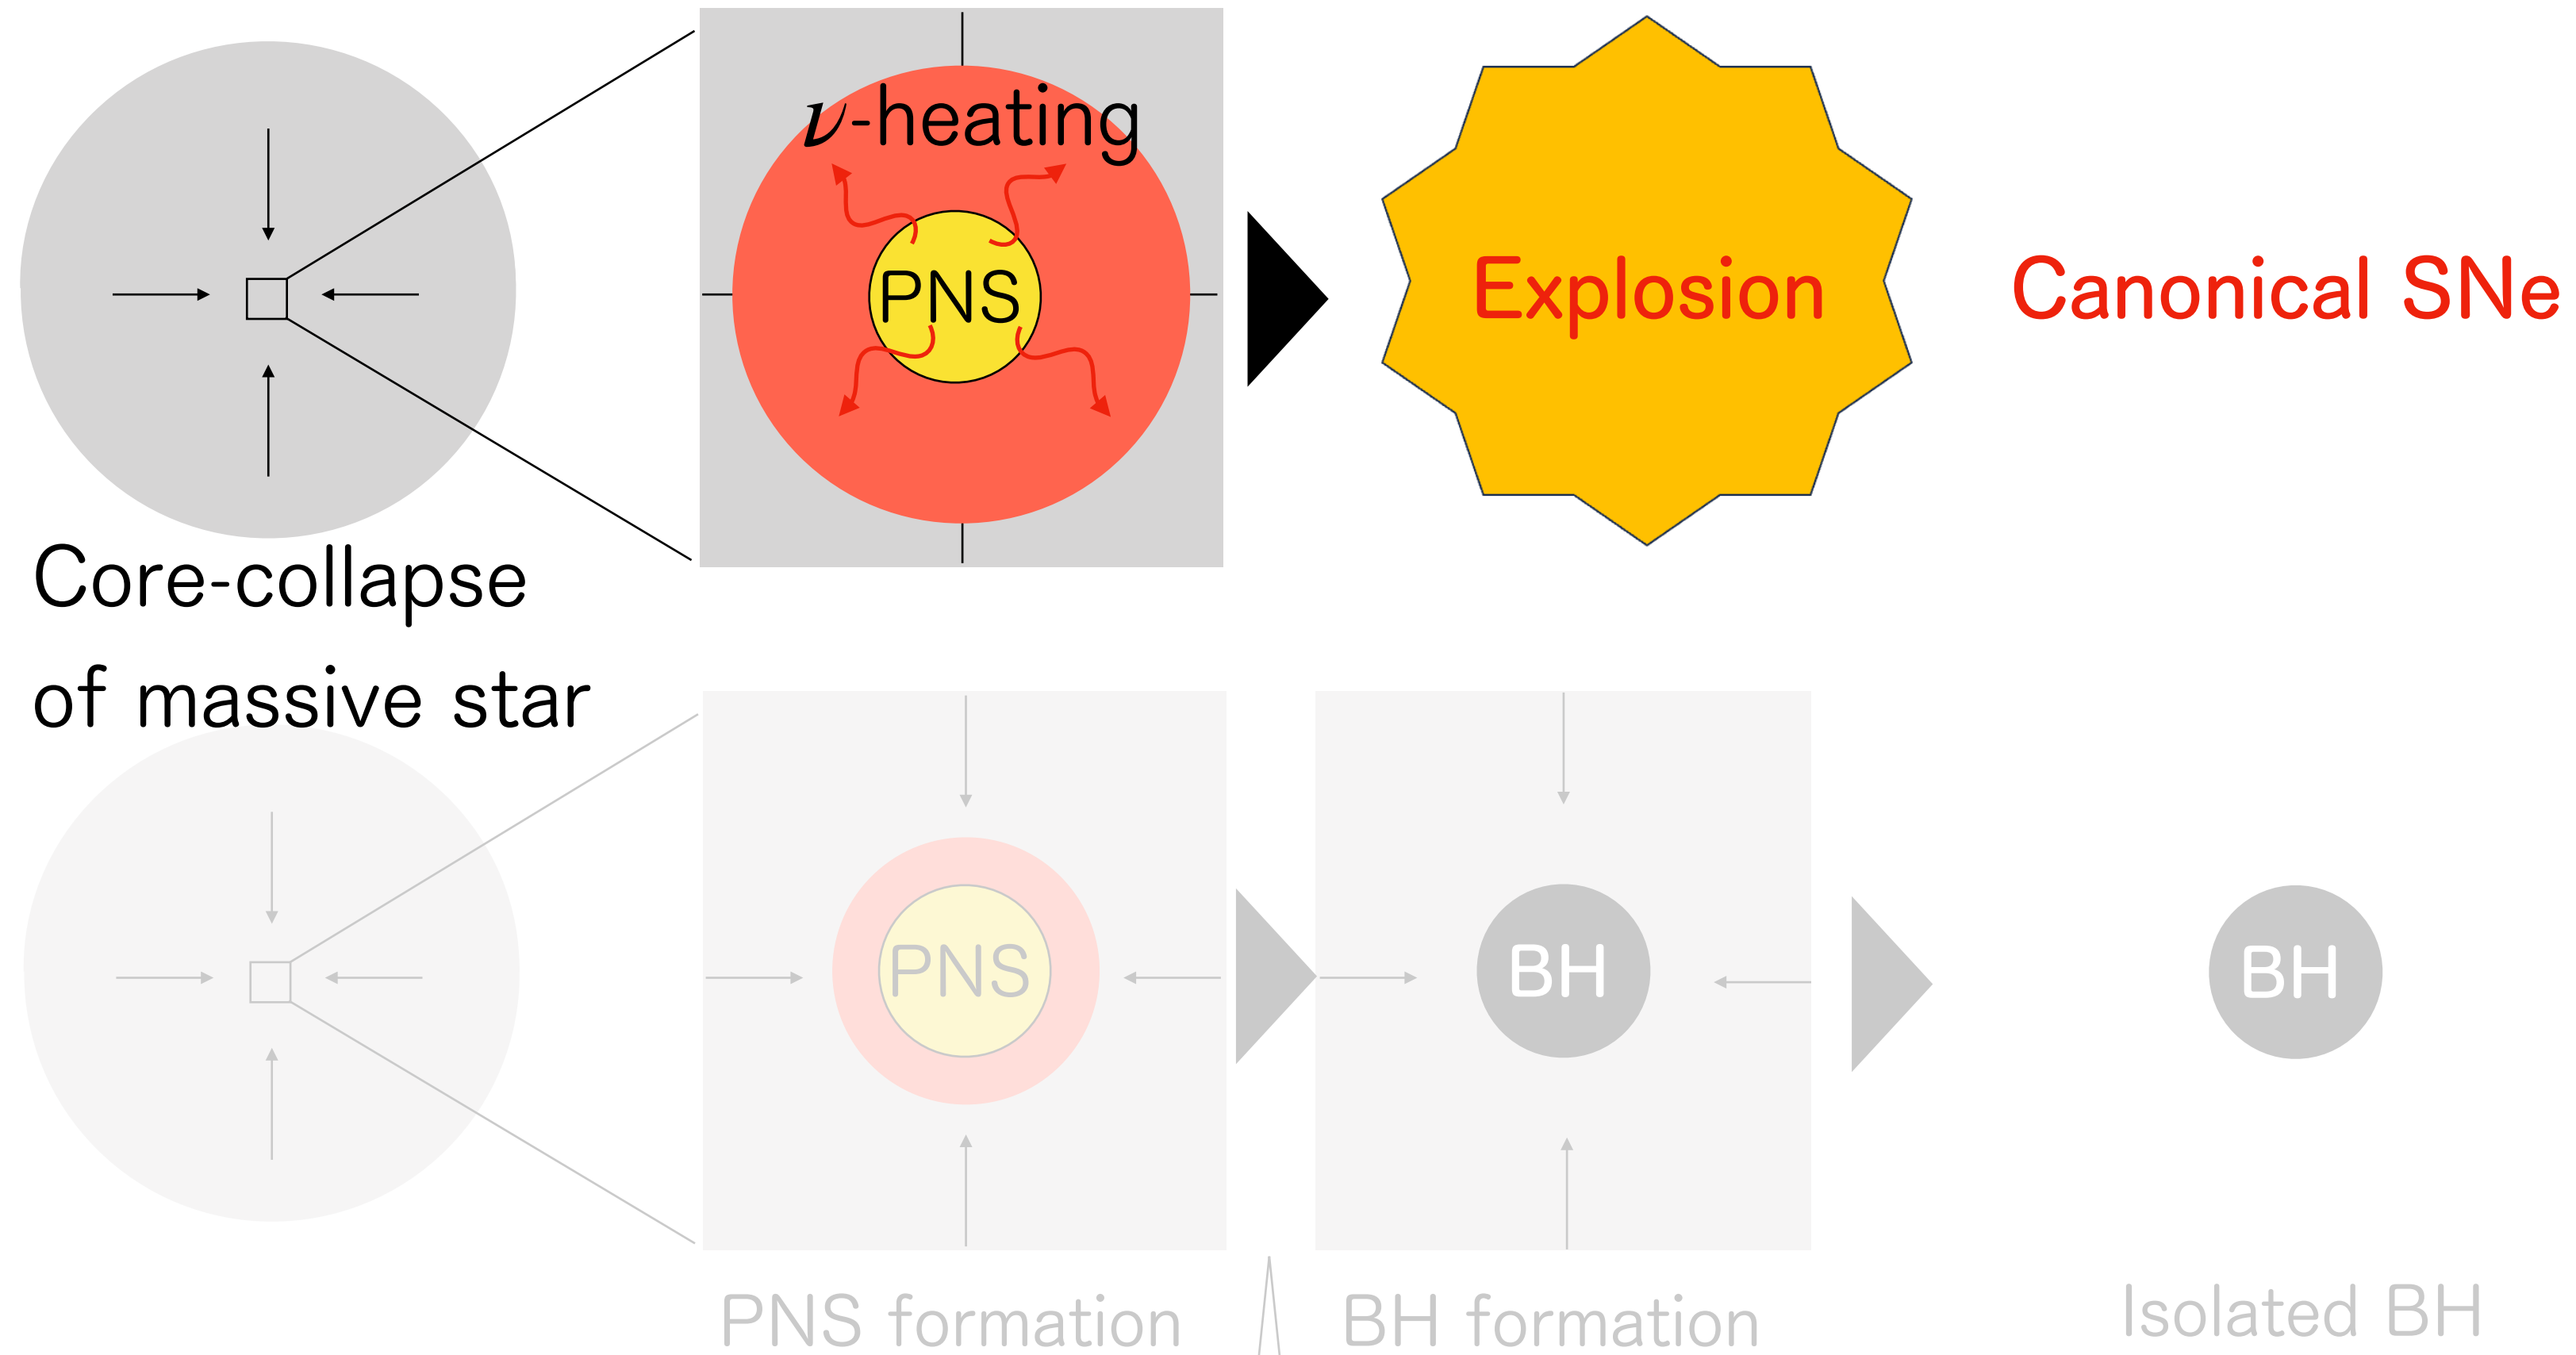 ν-heating
PNS
Explosion
Canonical SNe
Core-collapse
of massive star
PNS
BH
BH
PNS formation
BH formation
Isolated BH